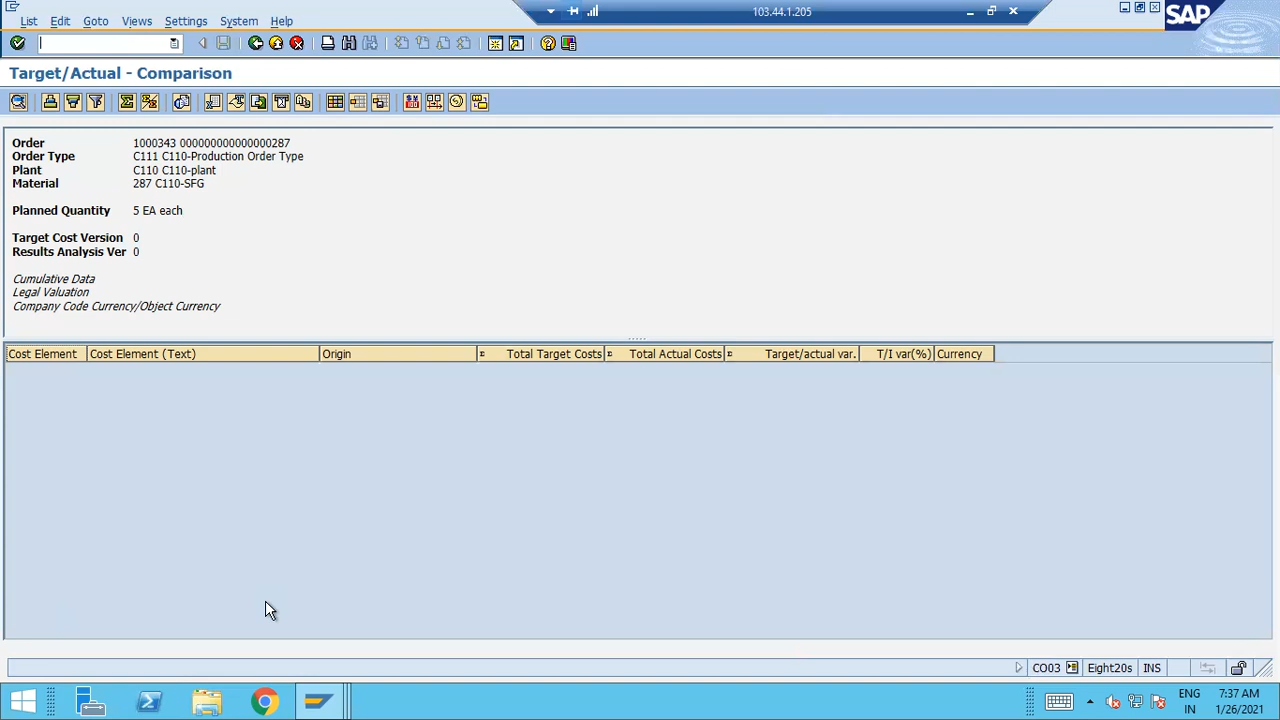 103.44.1.205
List Edit Goto Views Settings System Help
SAP
Target/Actual - Comparison
Order 1000343 000000000000000287
Order Type C111 C110-Production Order Type
Plant C110 C110-plant
Material 287 C110-SFG
Planned Quantity 5 EA each
Target Cost Version 0
Results Analysis Ver 0
Cumulative Data
Legal Valuation
Company Code Currency/Object Currency
Cost Element Cost Element (Text) Origin Total Target Costs Total Actual Costs Target/actual var. T/I var(%) Currency
CO03 Eight20s INS
ENG 7:37 AM
IN 1/26/2021